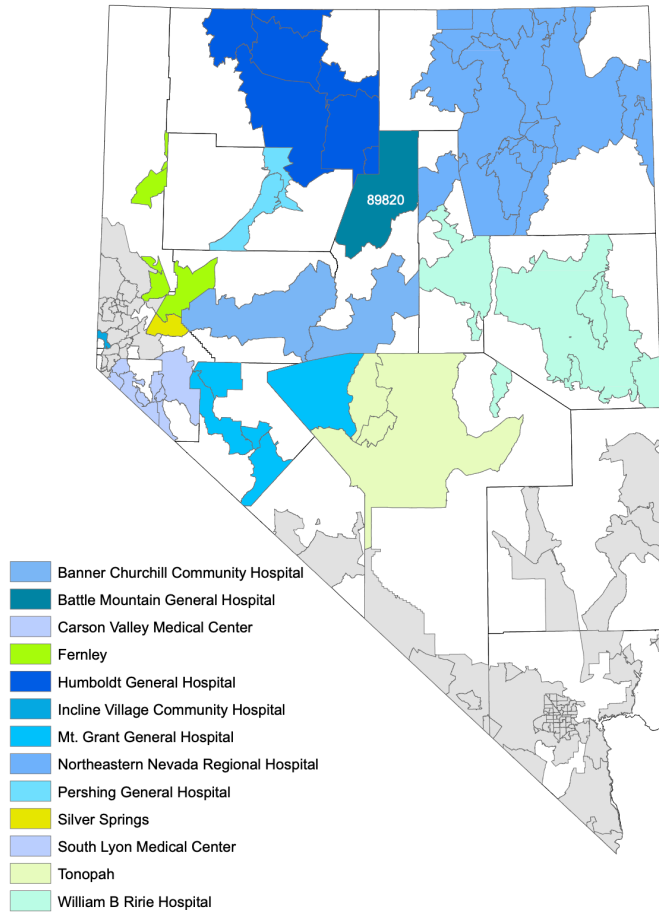 89820
Banner Churchill Community Hospital
Battle Mountain General Hospital
Carson Valley Medical Center
Fernley
Humboldt General Hospital
Incline Village Community Hospital
Mt. Grant General Hospital
Northeastern Nevada Regional Hospital
Pershing General Hospital
Silver Springs
South Lyon Medical Center
Tonopah
William B Ririe Hospital